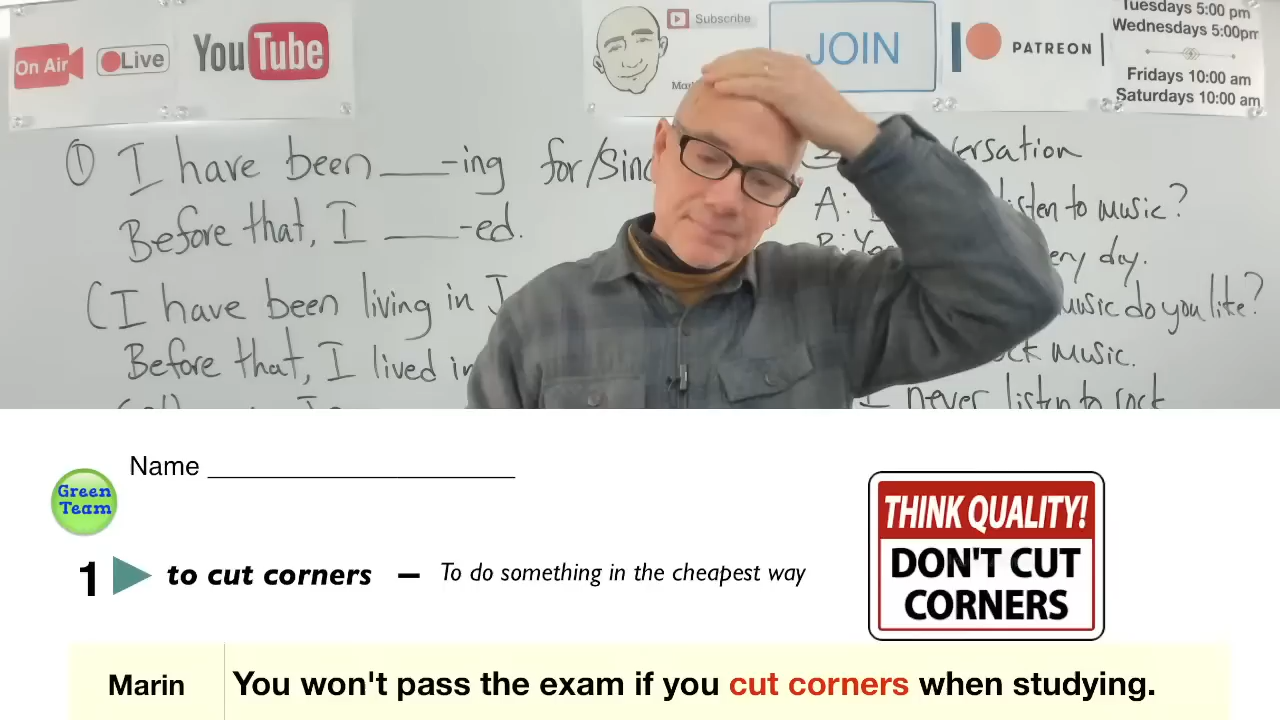 On Air
Live
YouTube
Subscribe
JOIN
PATREON
Tuesdays 5:00 pm
Wednesdays 5:00pm
Fridays 10:00 am
Saturdays 10:00 am
① I have been ____-ing for/Sinc
Before that, I ____-ed.
(I have been living in J
Before that, I lived in
A: listen to music?
B: every day.
music do you like?
music.
I never listen to rock
Name ____________________
Green
Team
1 to cut corners – To do something in the cheapest way
THINK QUALITY!
DON'T CUT
CORNERS
Marin You won't pass the exam if you cut corners when studying.